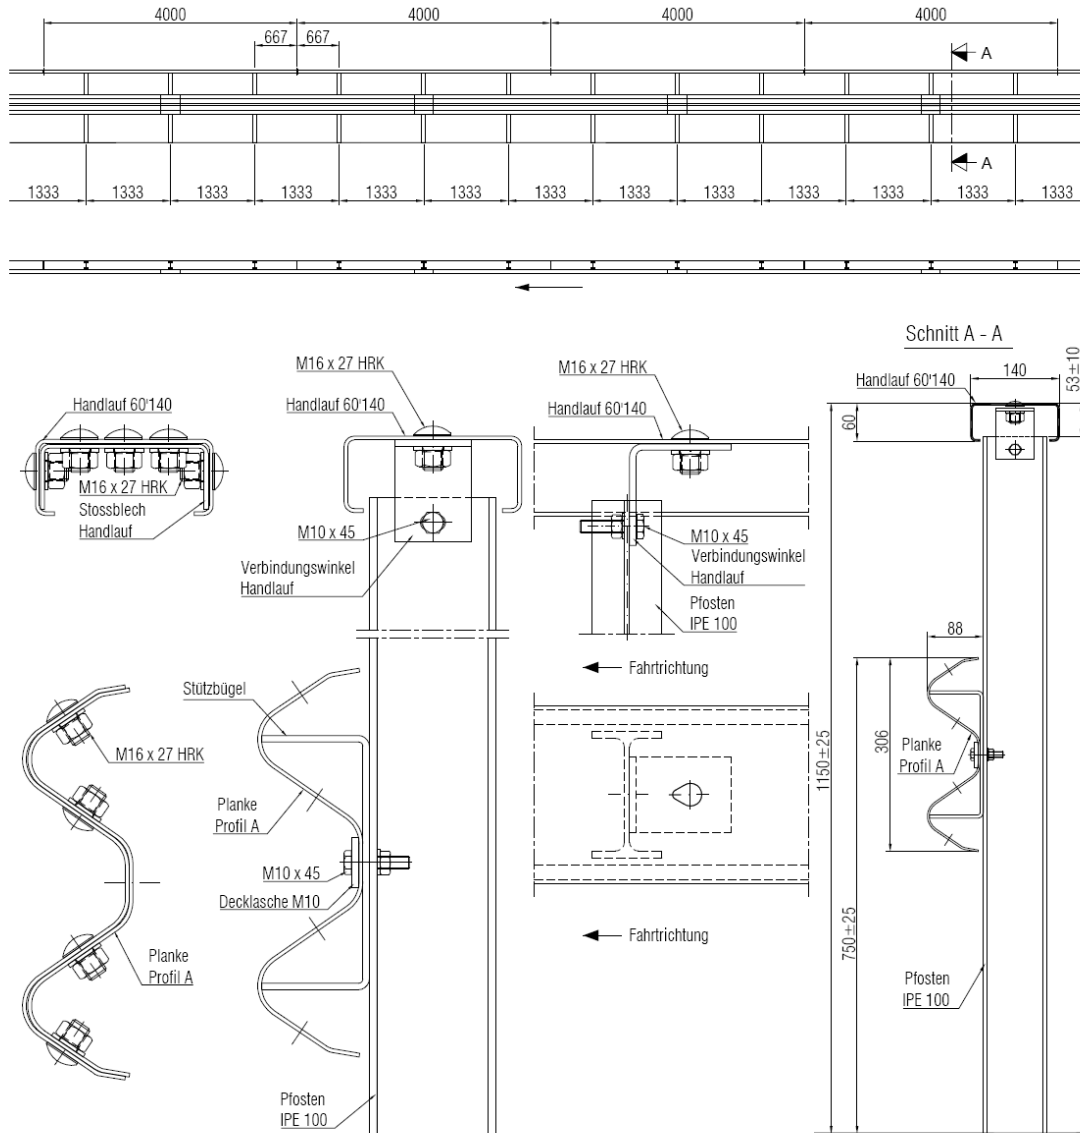 4000
4000
4000
4000
667
667
A
A
1333
1333
1333
1333
1333
1333
1333
1333
1333
1333
1333
1333
1333
Schnitt A - A
M16 x 27 HRK
M16 x 27 HRK
140
53±10
Handlauf 60'140
Handlauf 60'140
Handlauf 60'140
Handlauf 60'140
60
M16 x 27 HRK
Stossblech
Handlauf
M10 x 45
M10 x 45
Verbindungswinkel
Handlauf
Verbindungswinkel
Handlauf
Pfosten
IPE 100
88
Fahrtrichtung
Stützbügel
M16 x 27 HRK
306
Planke
Profil A
1150±25
Planke
Profil A
M10 x 45
Decklasche M10
750±25
Fahrtrichtung
Planke
Profil A
Pfosten
IPE 100
Pfosten
IPE 100